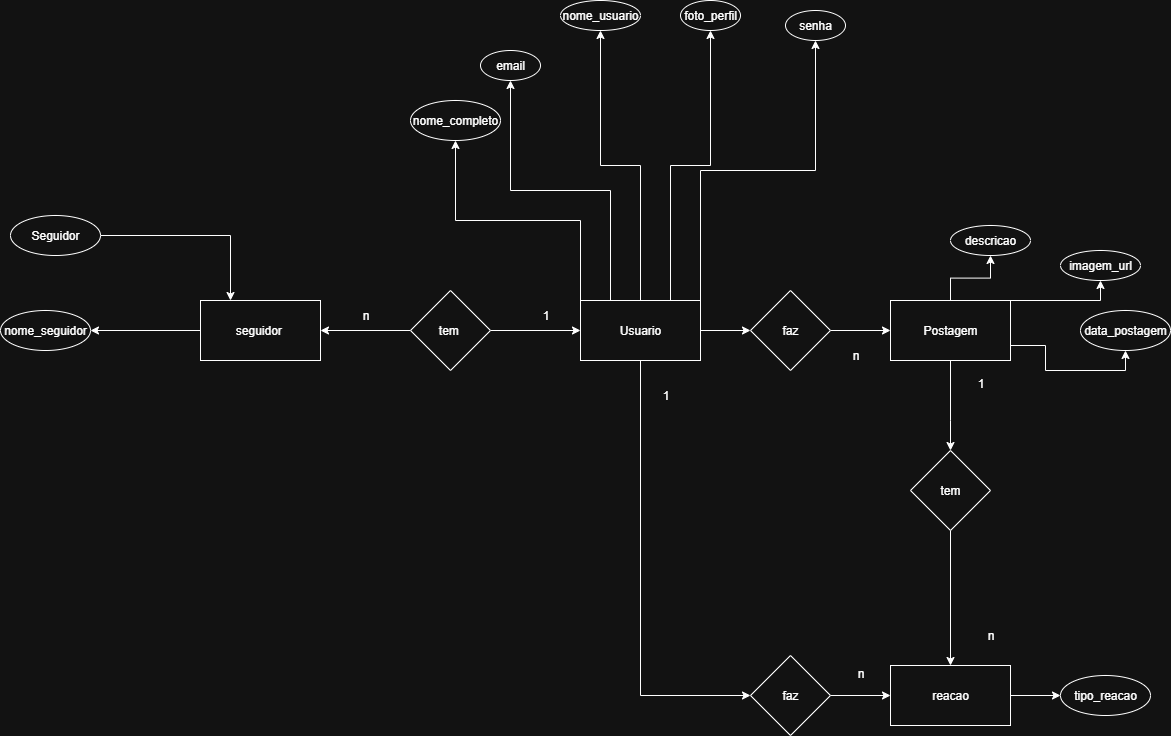 nome_usuario
foto_perfil
senha
email
nome_completo
Seguidor
descricao
imagem_url
nome_seguidor
seguidor
n
tem
1
Usuario
faz
n
Postagem
data_postagem
1
1
tem
n
faz
n
reacao
tipo_reacao